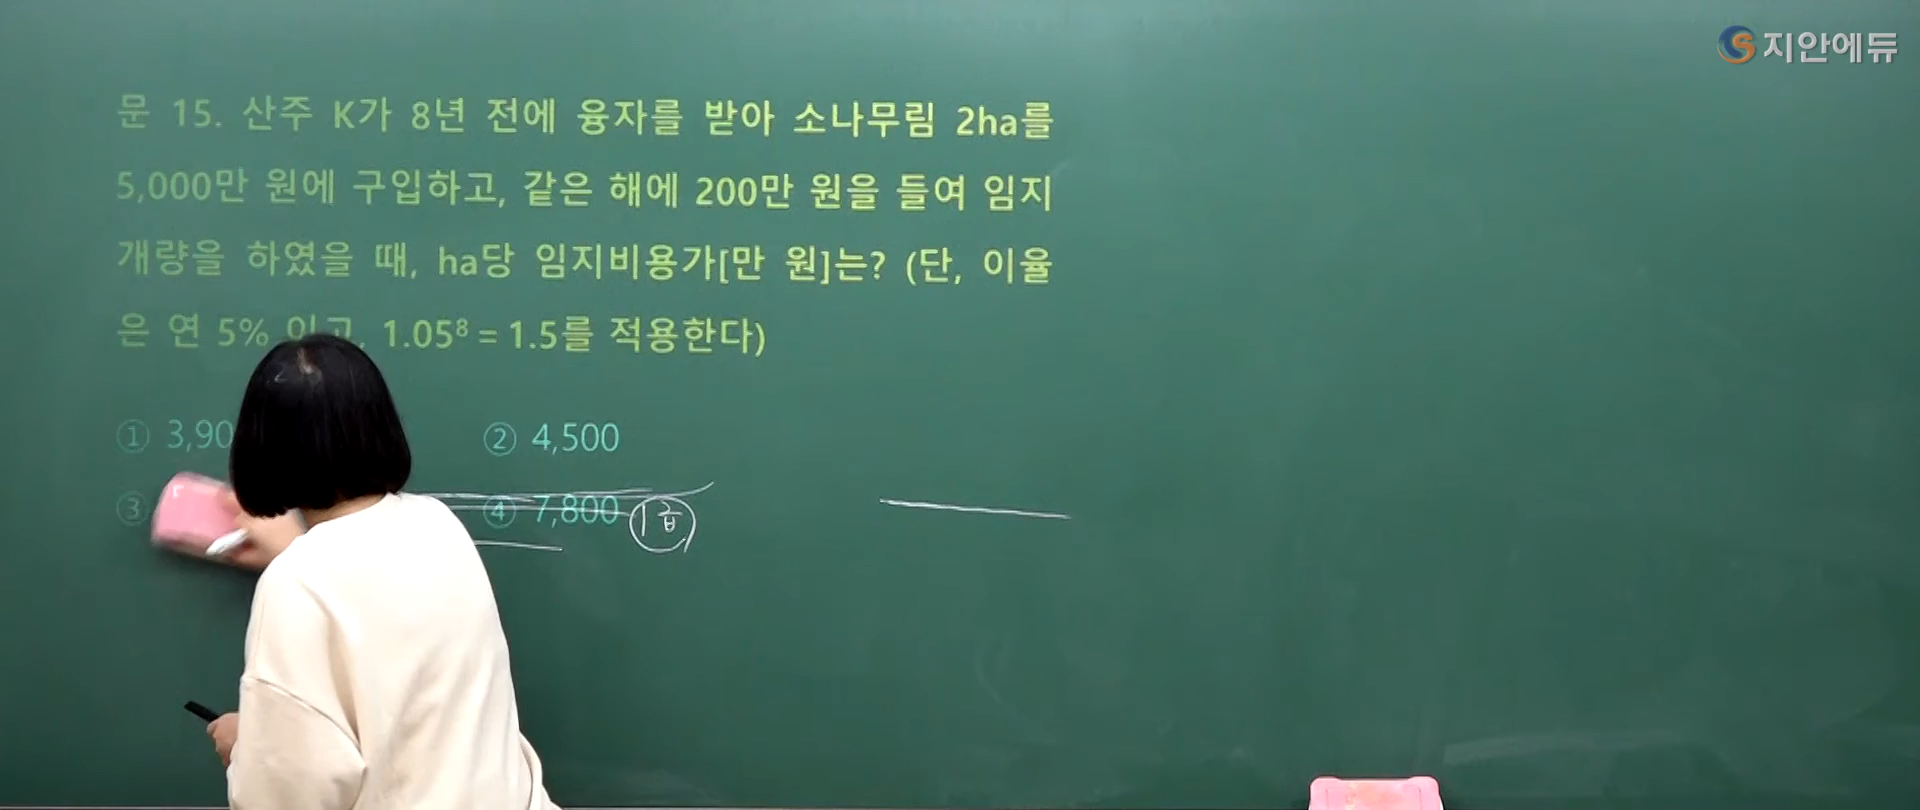 지안에듀
문 15. 산주 K가 8년 전에 융자를 받아 소나무림 2ha를
5,000만 원에 구입하고, 같은 해에 200만 원을 들여 임지
개량을 하였을 때, ha당 임지비용가[만 원]는? (단, 이율
은 연 5% 이고, 1.05⁸ = 1.5를 적용한다)
① 3,90 ② 4,500
③ ④ 7,800